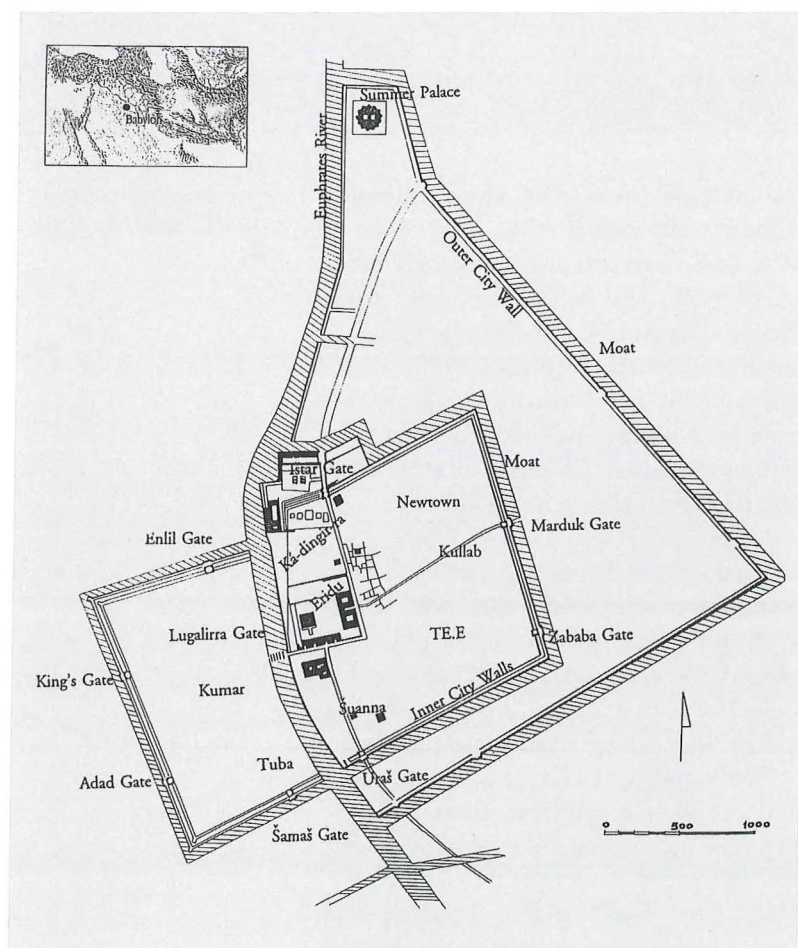 Babylon
Summer Palace
Euphrates River
Outer City Wall
Moat
Istar Gate
Moat
Newtown
Marduk Gate
Enlil Gate
Ká-dingirra
Kullab
Eridu
Lugalirra Gate
TE.E
Zababa Gate
King's Gate
Kumar
Šuanna
Inner City Walls
Tuba
Uraš Gate
Adad Gate
Šamaš Gate
0 500 1000